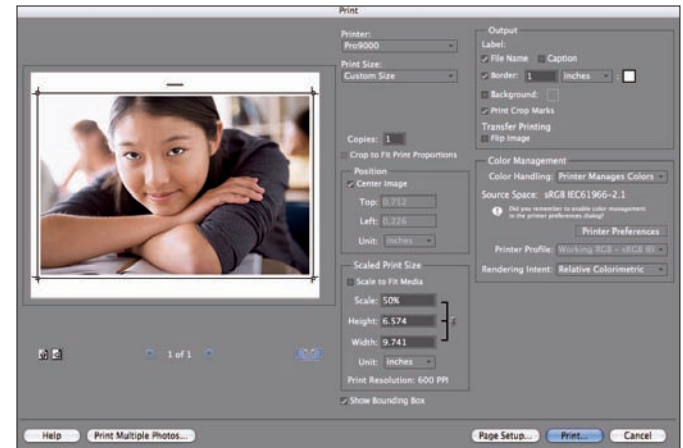 Print
Printer:
Pro9000
Print Size:
Custom Size
Copies: 1
Crop to Fit Print Proportions
Position
Center Image
Top: 0.712
Left: 0.226
Unit: inches
Scaled Print Size
Scale to Fit Media
Scale: 50%
Height: 6.574
Width: 9.741
Unit: inches
Print Resolution: 600 PPI
Show Bounding Box
Output
Label:
File Name Caption
Border: 1 inches :
Background:
Print Crop Marks
Transfer Printing
Flip Image
Color Management
Color Handling: Printer Manages Colors
Source Space: sRGB IEC61966-2.1
Did you remember to enable color management
in the printer preferences dialog?
Printer Preferences
Printer Profile: Working RGB - sRGB IE
Rendering Intent: Relative Colorimetric
1 of 1
Help
Print Multiple Photos...
Page Setup...
Print...
Cancel